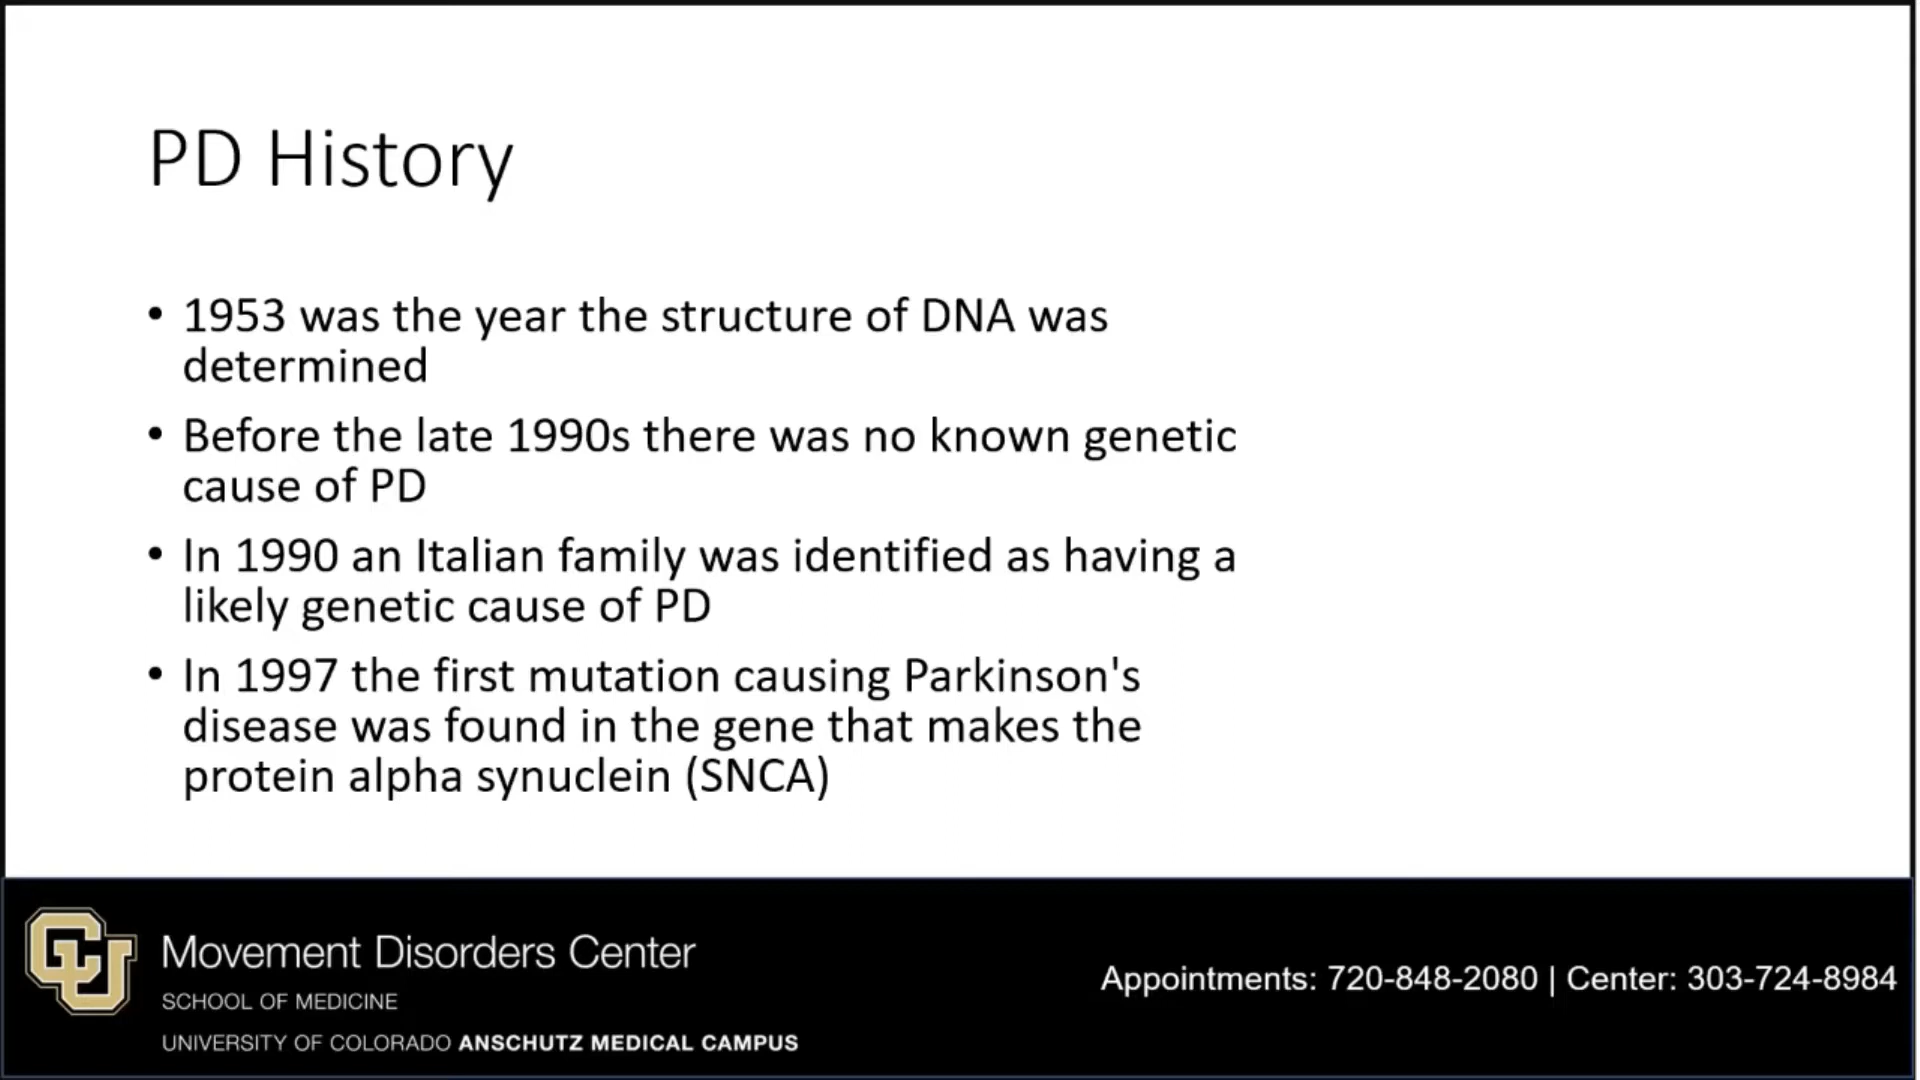 PD History
• 1953 was the year the structure of DNA was
determined
• Before the late 1990s there was no known genetic
cause of PD
• In 1990 an Italian family was identified as having a
likely genetic cause of PD
• In 1997 the first mutation causing Parkinson's
disease was found in the gene that makes the
protein alpha synuclein (SNCA)
CU
Movement Disorders Center
SCHOOL OF MEDICINE
UNIVERSITY OF COLORADO ANSCHUTZ MEDICAL CAMPUS
Appointments: 720-848-2080 | Center: 303-724-8984